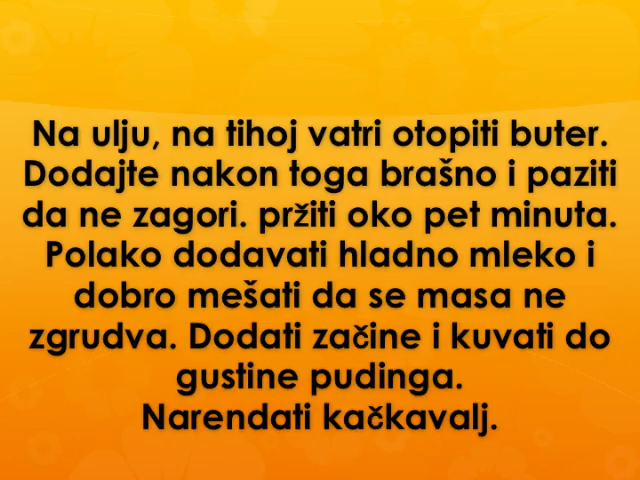 Na ulju, na tihoj vatri otopiti buter.
Dodajte nakon toga brašno i paziti
da ne zagori. pržiti oko pet minuta.
Polako dodavati hladno mleko i
dobro mešati da se masa ne
zgrudva. Dodati začine i kuvati do
gustine pudinga.
Narendati kačkavalj.